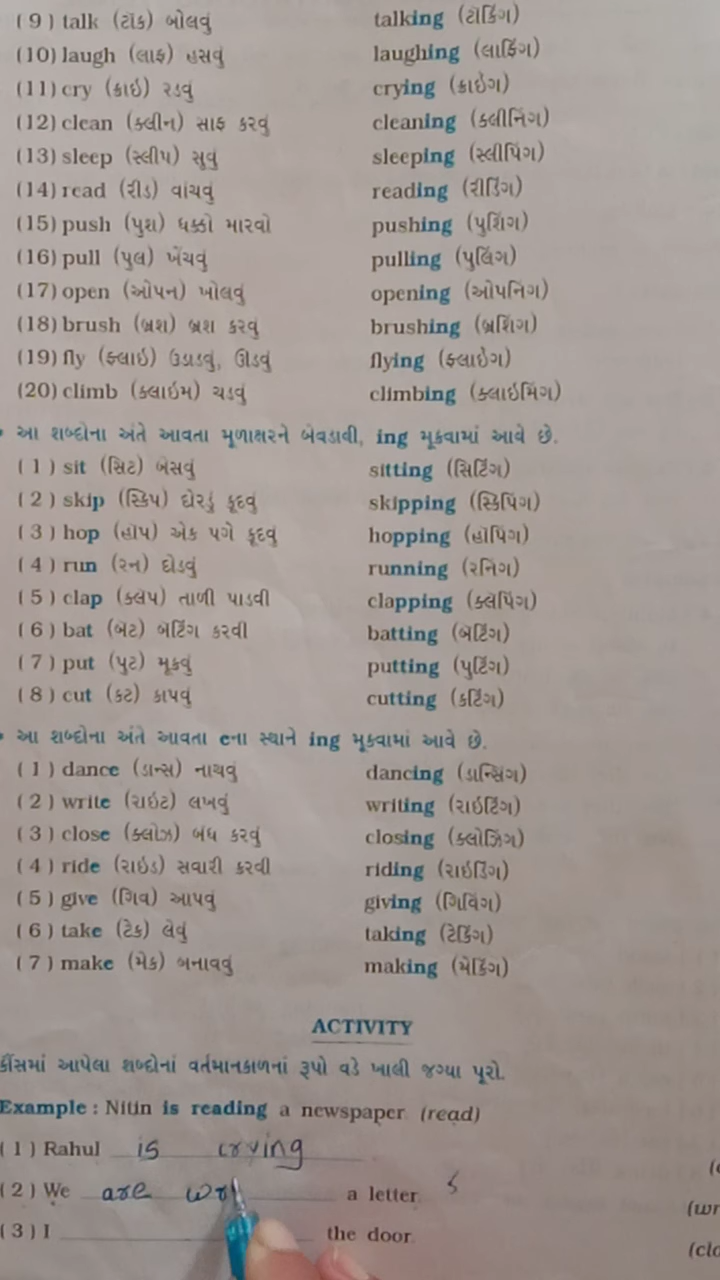 ( 9 ) talk (ટૉક) બોલવું talking (ટૉકિંગ)
(10) laugh (લાફ) હસવું laughing (લાફિંગ)
(11) cry (ક્રાઇ) રડવું crying (ક્રાઇંગ)
(12) clean (ક્લીન) સાફ કરવું cleaning (ક્લીનિંગ)
(13) sleep (સ્લીપ) સુવું sleeping (સ્લીપિંગ)
(14) read (રીડ) વાંચવું reading (રીડિંગ)
(15) push (પુશ) ધક્કો મારવો pushing (પુશિંગ)
(16) pull (પુલ) ખેંચવું pulling (પુલિંગ)
(17) open (ઓપન) ખોલવું opening (ઓપનિંગ)
(18) brush (બ્રશ) બ્રશ કરવું brushing (બ્રશિંગ)
(19) fly (ફ્લાઇ) ઉડાડવું, ઊડવું flying (ફ્લાઇંગ)
(20) climb (ક્લાઇમ) ચડવું climbing (ક્લાઇમિંગ)
• આ શબ્દોના અંતે આવતા મૂળાક્ષરને બેવડાવી, ing મૂકવામાં આવે છે.
( 1 ) sit (સિટ) બેસવું sitting (સિટિંગ)
( 2 ) skip (સ્કિપ) દોરડું કૂદવું skipping (સ્કિપિંગ)
( 3 ) hop (હૉપ) એક પગે કૂદવું hopping (હૉપિંગ)
( 4 ) run (રન) દોડવું running (રનિંગ)
( 5 ) clap (ક્લૅપ) તાળી પાડવી clapping (ક્લૅપિંગ)
( 6 ) bat (બૅટ) બૅટિંગ કરવી batting (બૅટિંગ)
( 7 ) put (પુટ) મૂકવું putting (પુટિંગ)
( 8 ) cut (કટ) કાપવું cutting (કટિંગ)
• આ શબ્દોના અંતે આવતા eના સ્થાને ing મૂકવામાં આવે છે.
( 1 ) dance (ડાન્સ) નાચવું dancing (ડાન્સિંગ)
( 2 ) write (રાઇટ) લખવું writing (રાઇટિંગ)
( 3 ) close (ક્લોઝ) બંધ કરવું closing (ક્લોઝિંગ)
( 4 ) ride (રાઇડ) સવારી કરવી riding (રાઇડિંગ)
( 5 ) give (ગિવ) આપવું giving (ગિવિંગ)
( 6 ) take (ટેક) લેવું taking (ટેકિંગ)
( 7 ) make (મેક) બનાવવું making (મેકિંગ)
ACTIVITY
કૌંસમાં આપેલા શબ્દોનાં વર્તમાનકાળનાં રૂપો વડે ખાલી જગ્યા પૂરો.
Example : Nitin is reading a newspaper. (read)
( 1 ) Rahul is crying
( 2 ) We are wri a letter.
( 3 ) I the door.